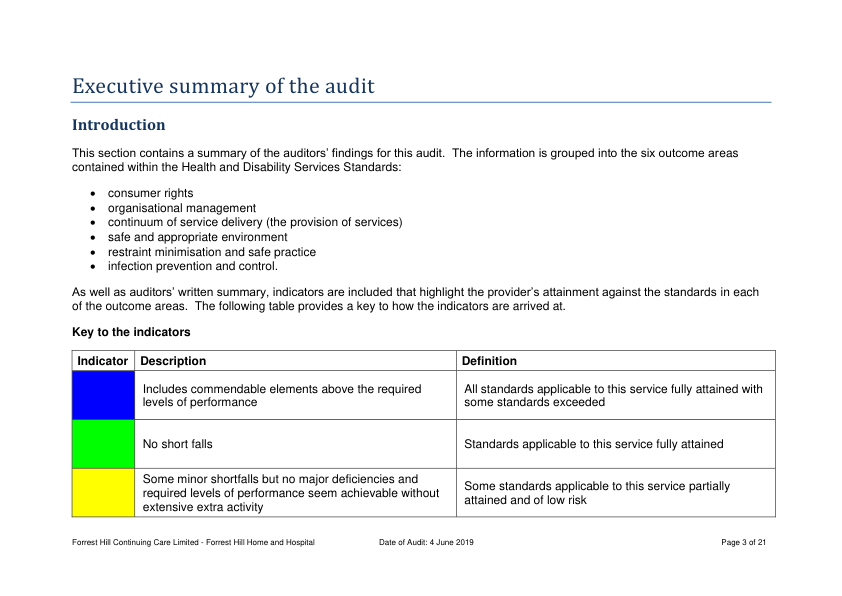 Executive summary of the audit
Introduction
This section contains a summary of the auditors’ findings for this audit.  The information is grouped into the six outcome areas
contained within the Health and Disability Services Standards:
• consumer rights
• organisational management
• continuum of service delivery (the provision of services)
• safe and appropriate environment
• restraint minimisation and safe practice
• infection prevention and control.
As well as auditors’ written summary, indicators are included that highlight the provider’s attainment against the standards in each
of the outcome areas.  The following table provides a key to how the indicators are arrived at.
Key to the indicators
Indicator Description Definition
Includes commendable elements above the required
levels of performance
All standards applicable to this service fully attained with
some standards exceeded
No short falls
Standards applicable to this service fully attained
Some minor shortfalls but no major deficiencies and
required levels of performance seem achievable without
extensive extra activity
Some standards applicable to this service partially
attained and of low risk
Forrest Hill Continuing Care Limited - Forrest Hill Home and Hospital Date of Audit: 4 June 2019 Page 3 of 21